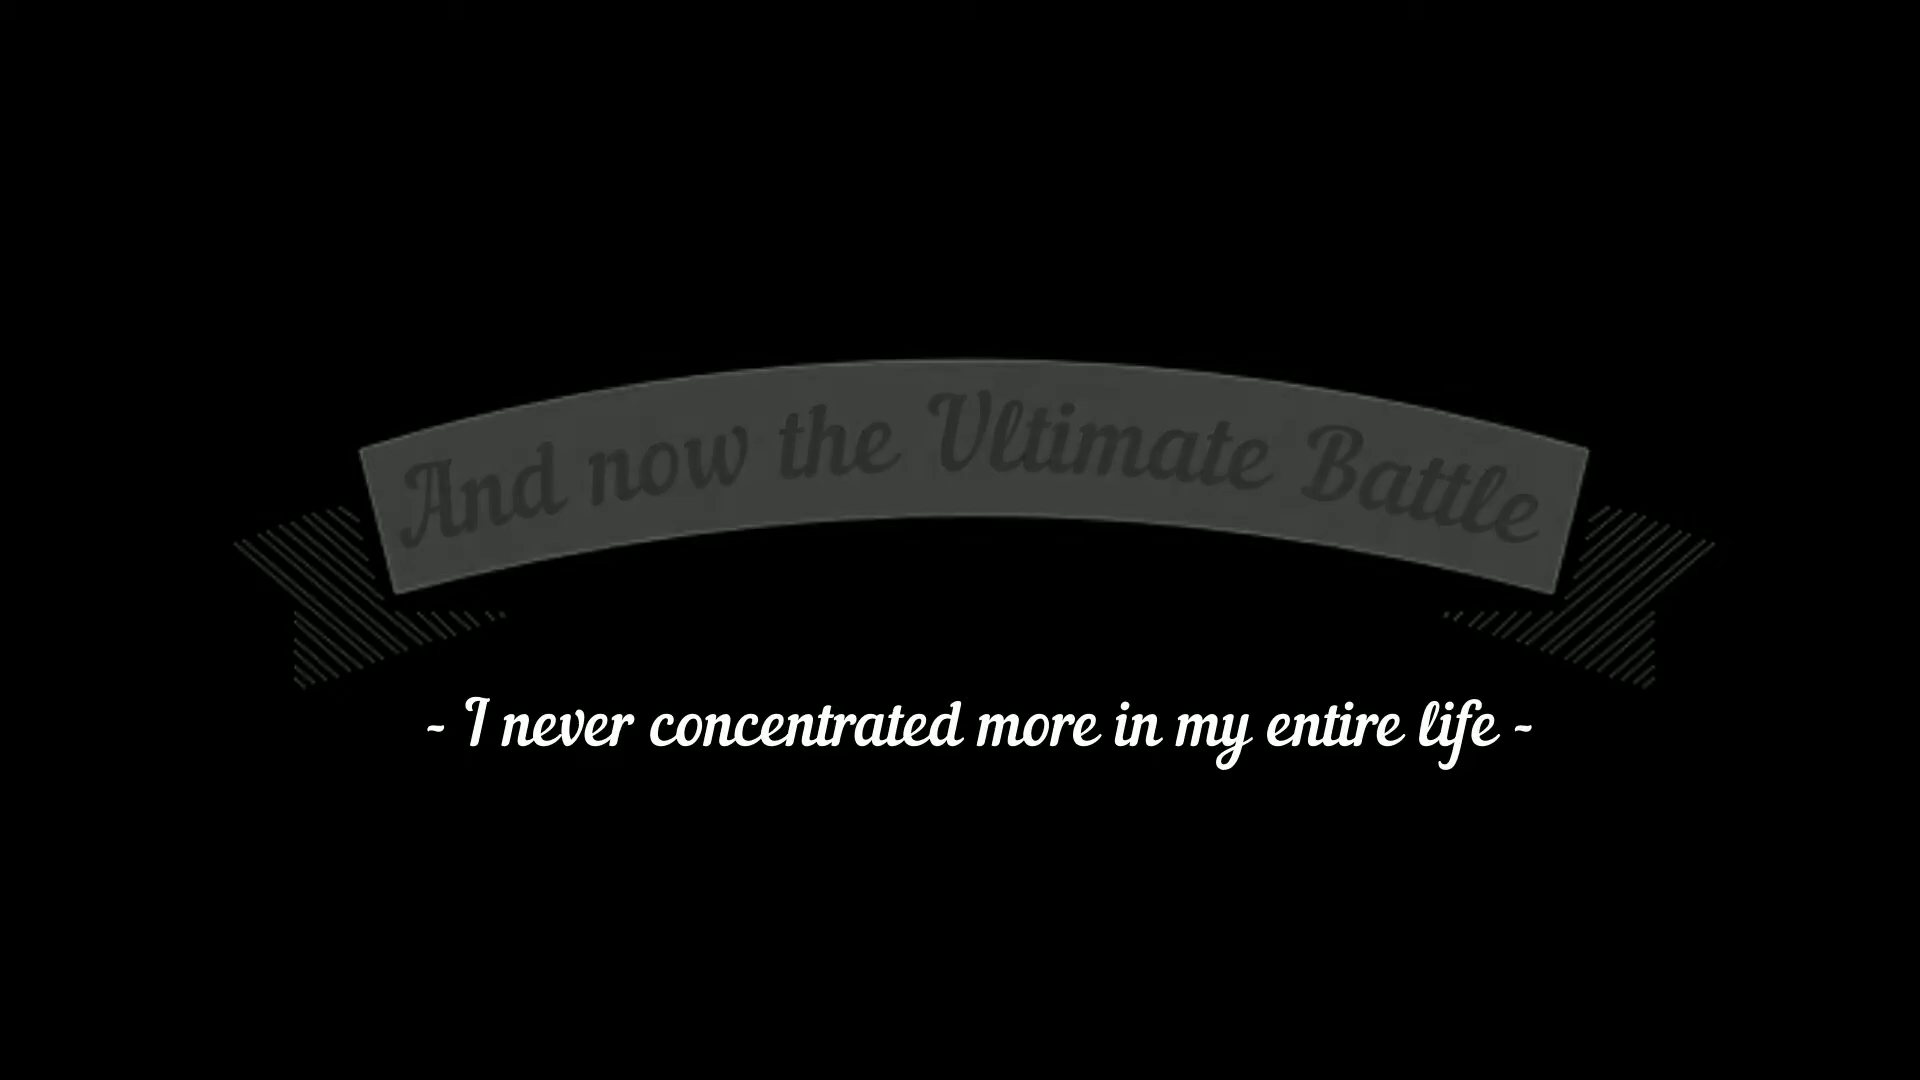 And now the Ultimate Battle
- I never concentrated more in my entire life -